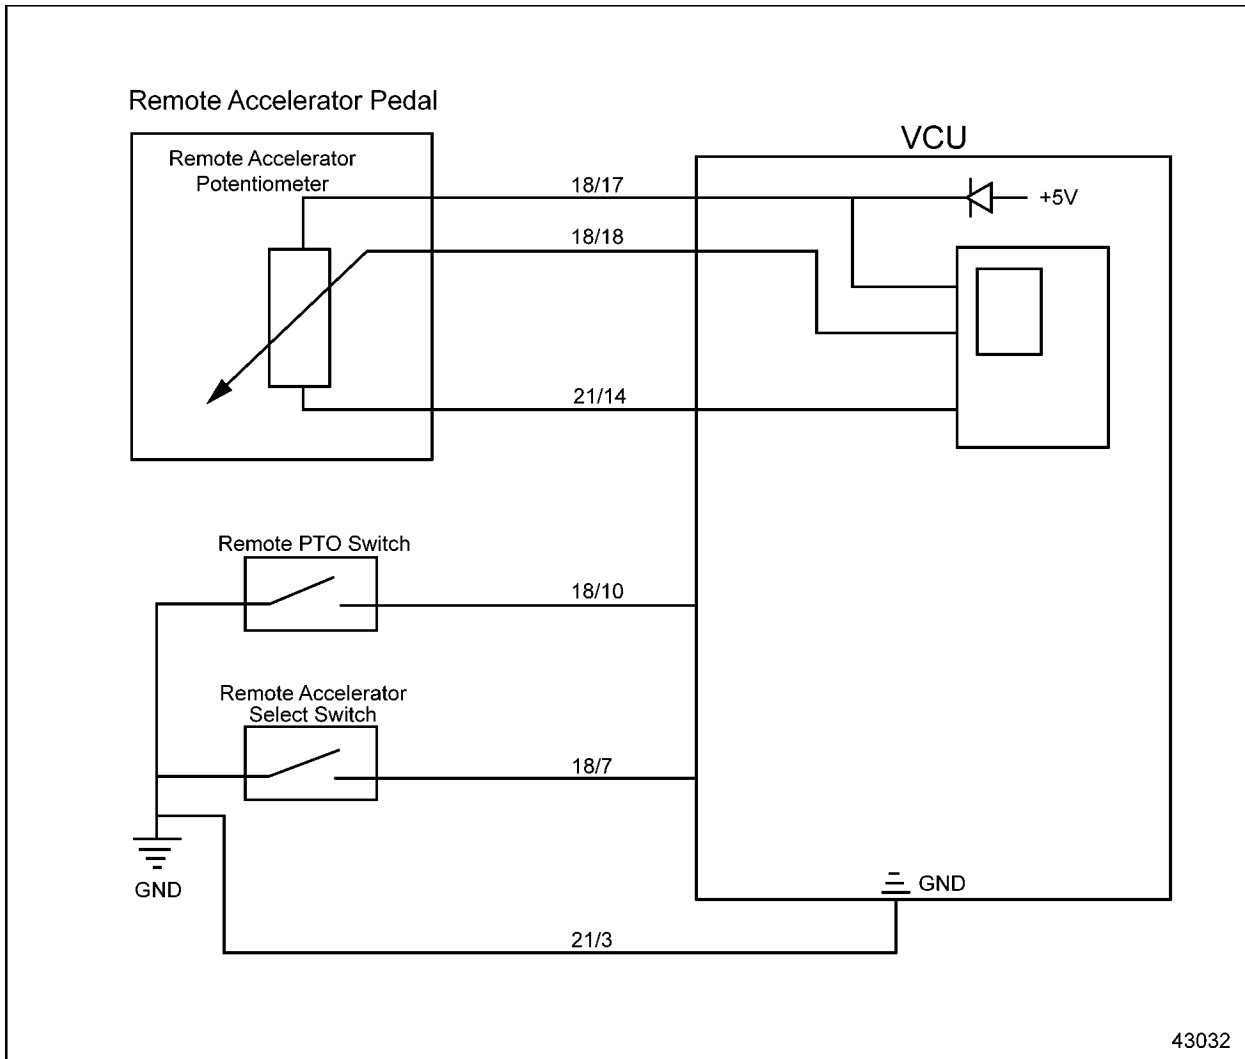 Remote Accelerator Pedal
VCU
Remote Accelerator
Potentiometer
18/17
+5V
18/18
21/14
Remote PTO Switch
18/10
Remote Accelerator
Select Switch
18/7
GND
GND
21/3
43032